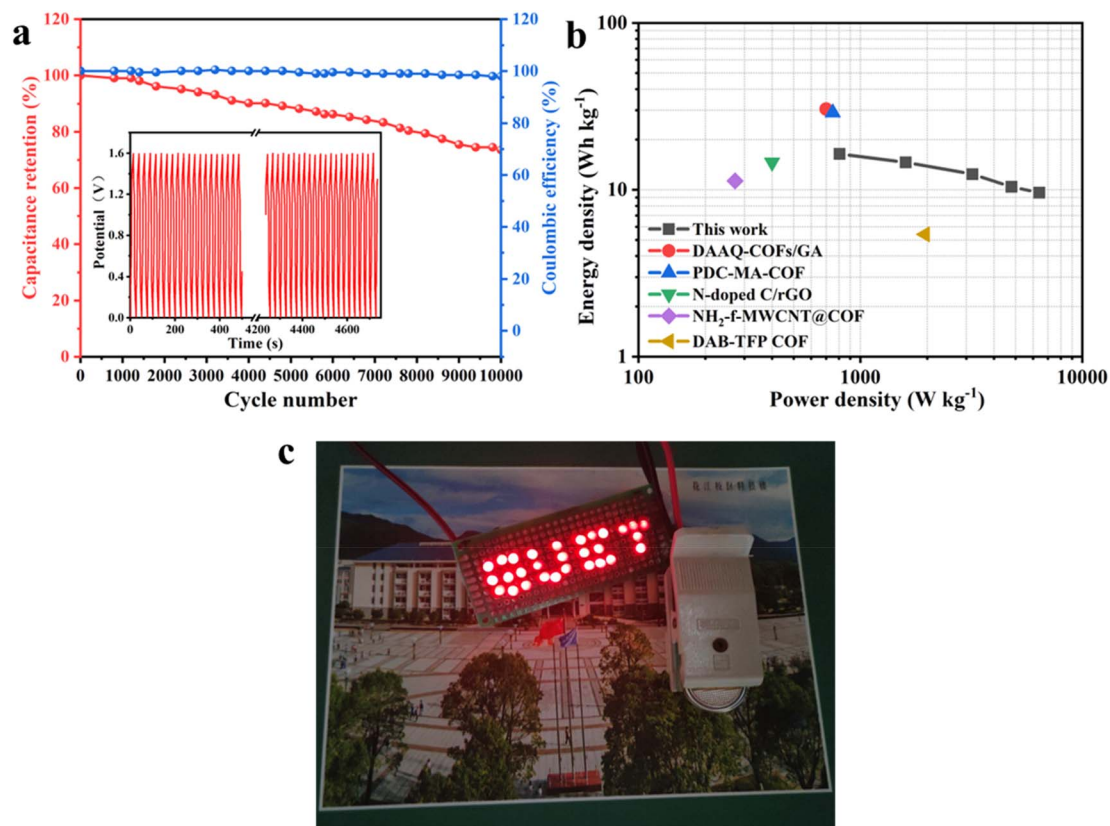 a
Capacitance retention (%)
120
100
80
60
40
20
0
120
100
80
60
40
20
0
Coulombic efficiency (%)
0 1000 2000 3000 4000 5000 6000 7000 8000 9000 10000
Cycle number
Potential (V)
1.6
1.2
0.8
0.4
0.0
0 200 400 4200 4400 4600
Time (s)
b
Energy density (Wh kg⁻¹)
100
10
1
This work
DAAQ-COFs/GA
PDC-MA-COF
N-doped C/rGO
NH₂-f-MWCNT@COF
DAB-TFP COF
100 1000 10000
Power density (W kg⁻¹)
c